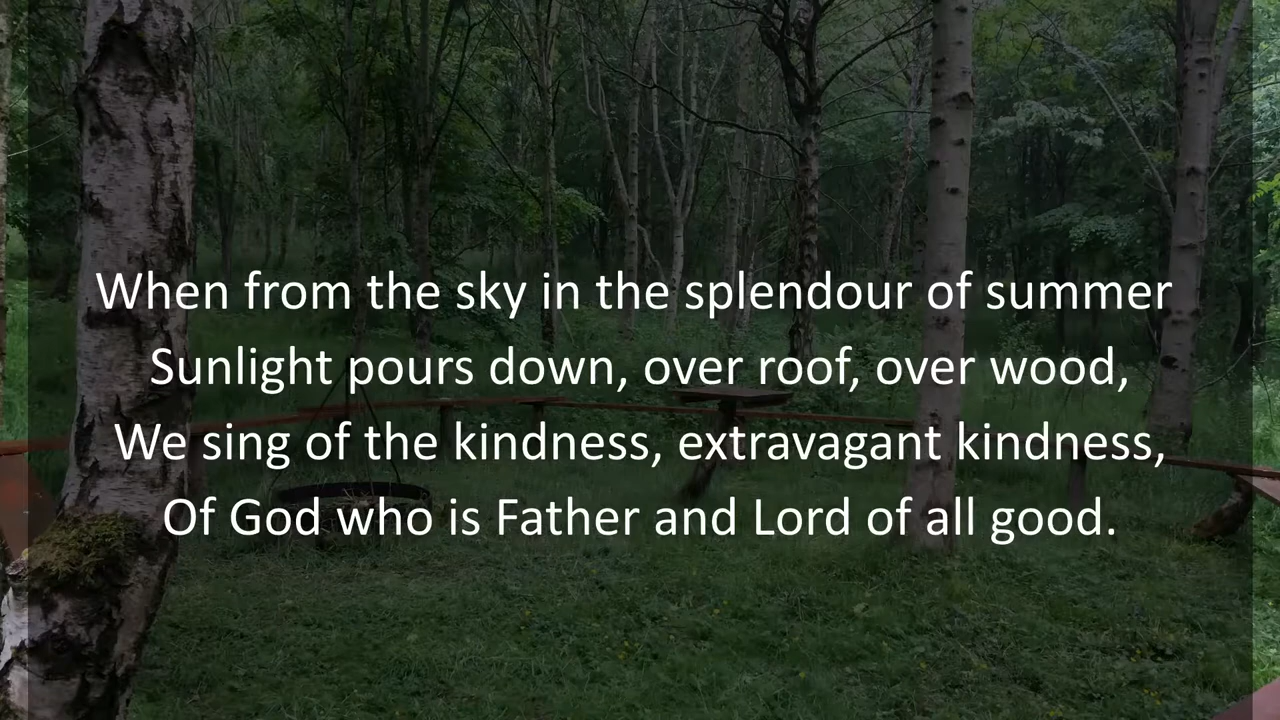 When from the sky in the splendour of summer
Sunlight pours down, over roof, over wood,
We sing of the kindness, extravagant kindness,
Of God who is Father and Lord of all good.